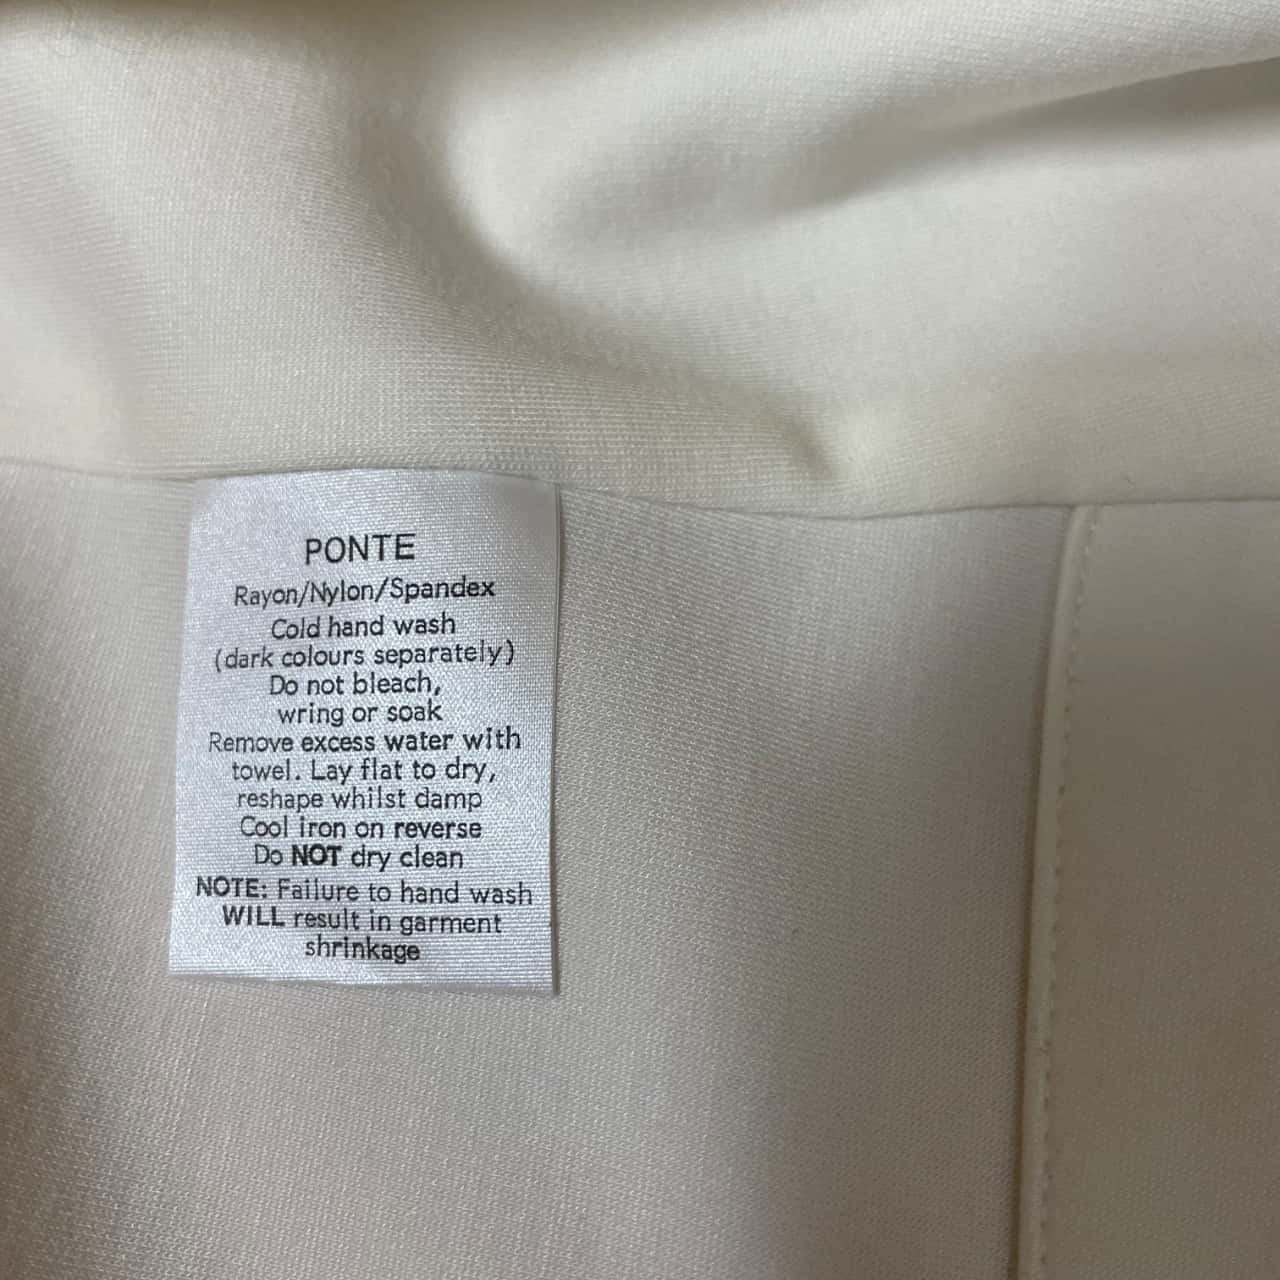 PONTE
Rayon/Nylon/Spandex
Cold hand wash
(dark colours separately)
Do not bleach,
wring or soak
Remove excess water with
towel. Lay flat to dry,
reshape whilst damp
Cool iron on reverse
Do NOT dry clean
NOTE: Failure to hand wash
WILL result in garment
shrinkage